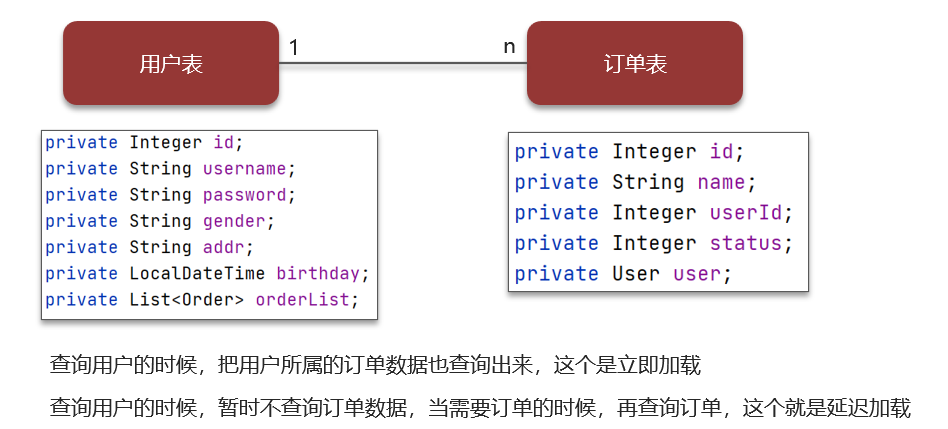 用户表 1 n 订单表
private Integer id;
private String username;
private String password;
private String gender;
private String addr;
private LocalDateTime birthday;
private List<Order> orderList;
private Integer id;
private String name;
private Integer userId;
private Integer status;
private User user;
查询用户的时候，把用户所属的订单数据也查询出来，这个是立即加载
查询用户的时候，暂时不查询订单数据，当需要订单的时候，再查询订单，这个就是延迟加载